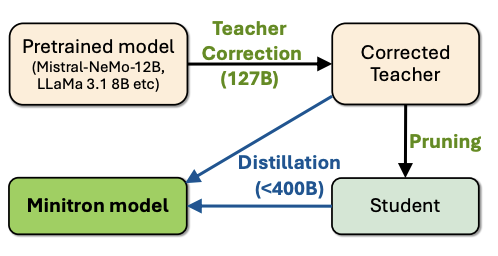 Pretrained model
(Mistral-NeMo-12B,
LLaMa 3.1 8B etc)
Teacher
Correction
(127B)
Corrected
Teacher
Pruning
Distillation
(<400B)
Minitron model
Student